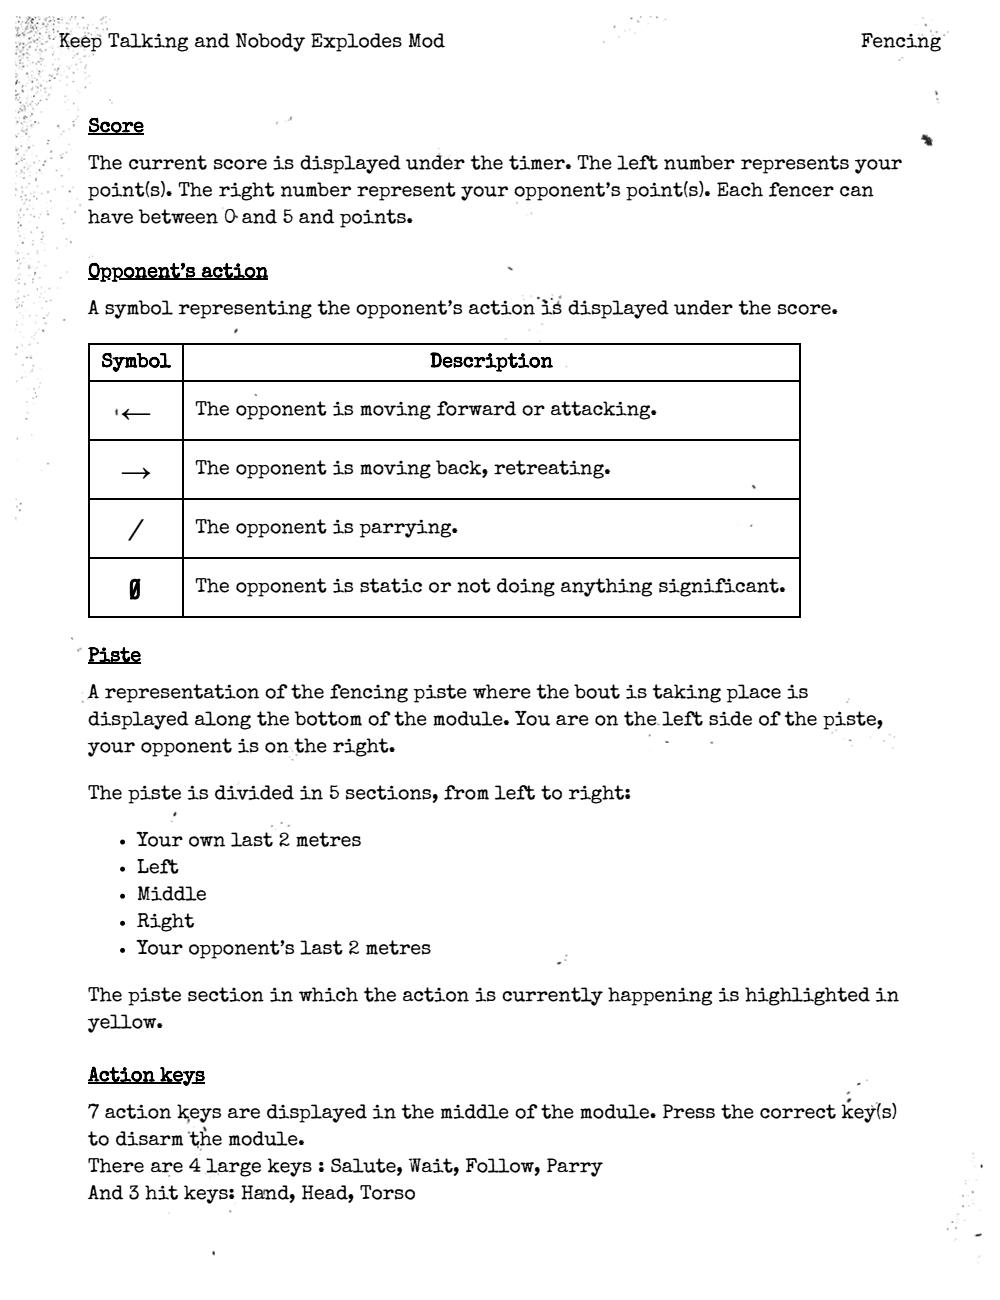 Keep Talking and Nobody Explodes Mod Fencing
Score
The current score is displayed under the timer. The left number represents your
point(s). The right number represent your opponent's point(s). Each fencer can
have between 0 and 5 and points.
Opponent's action
A symbol representing the opponent's action is displayed under the score.
Symbol Description
← The opponent is moving forward or attacking.
→ The opponent is moving back, retreating.
/ The opponent is parrying.
Ø The opponent is static or not doing anything significant.
Piste
A representation of the fencing piste where the bout is taking place is
displayed along the bottom of the module. You are on the left side of the piste,
your opponent is on the right.
The piste is divided in 5 sections, from left to right:
• Your own last 2 metres
• Left
• Middle
• Right
• Your opponent's last 2 metres
The piste section in which the action is currently happening is highlighted in
yellow.
Action keys
7 action keys are displayed in the middle of the module. Press the correct key(s)
to disarm the module.
There are 4 large keys : Salute, Wait, Follow, Parry
And 3 hit keys: Hand, Head, Torso